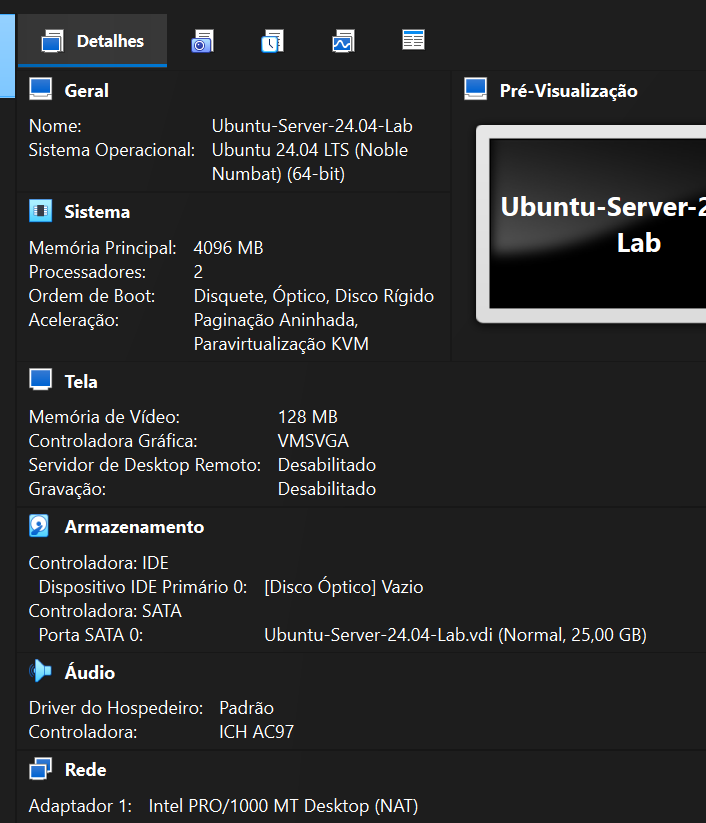 Detalhes
Geral
Nome: Ubuntu-Server-24.04-Lab
Sistema Operacional: Ubuntu 24.04 LTS (Noble
Numbat) (64-bit)
Pré-Visualização
Ubuntu-Server-2
Lab
Sistema
Memória Principal: 4096 MB
Processadores: 2
Ordem de Boot: Disquete, Óptico, Disco Rígido
Aceleração: Paginação Aninhada,
Paravirtualização KVM
Tela
Memória de Vídeo: 128 MB
Controladora Gráfica: VMSVGA
Servidor de Desktop Remoto: Desabilitado
Gravação: Desabilitado
Armazenamento
Controladora: IDE
Dispositivo IDE Primário 0: [Disco Óptico] Vazio
Controladora: SATA
Porta SATA 0: Ubuntu-Server-24.04-Lab.vdi (Normal, 25,00 GB)
Áudio
Driver do Hospedeiro: Padrão
Controladora: ICH AC97
Rede
Adaptador 1: Intel PRO/1000 MT Desktop (NAT)